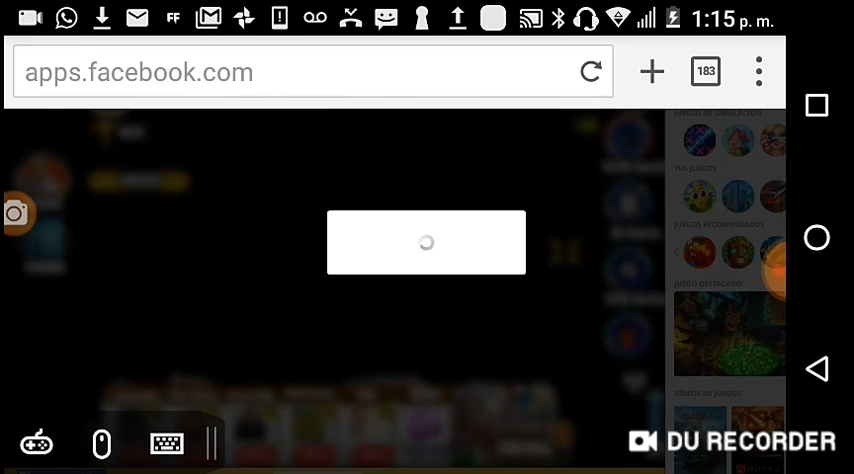 FF
1:15 p. m.
apps.facebook.com
183
JUEGOS DE SIMULACIÓN
TUS JUEGOS
JUEGOS RECOMENDADOS
JUEGO DESTACADO
VÍDEOS DE JUEGOS
DU RECORDER